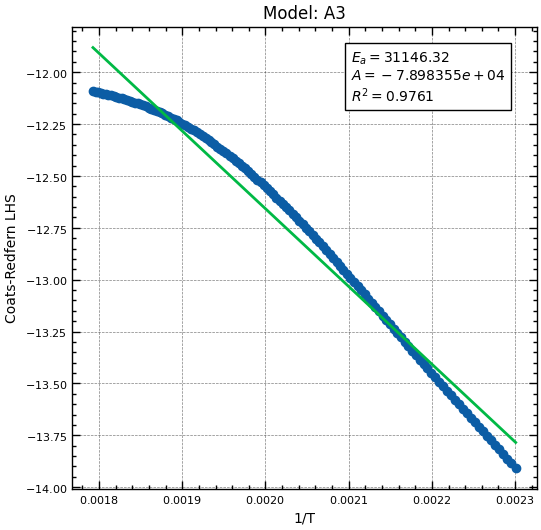 Model: A3
Eₐ = 31146.32
A = −7.898355e + 04
R² = 0.9761
Coats-Redfern LHS
−12.00
−12.25
−12.50
−12.75
−13.00
−13.25
−13.50
−13.75
−14.00
0.0018 0.0019 0.0020 0.0021 0.0022 0.0023
1/T